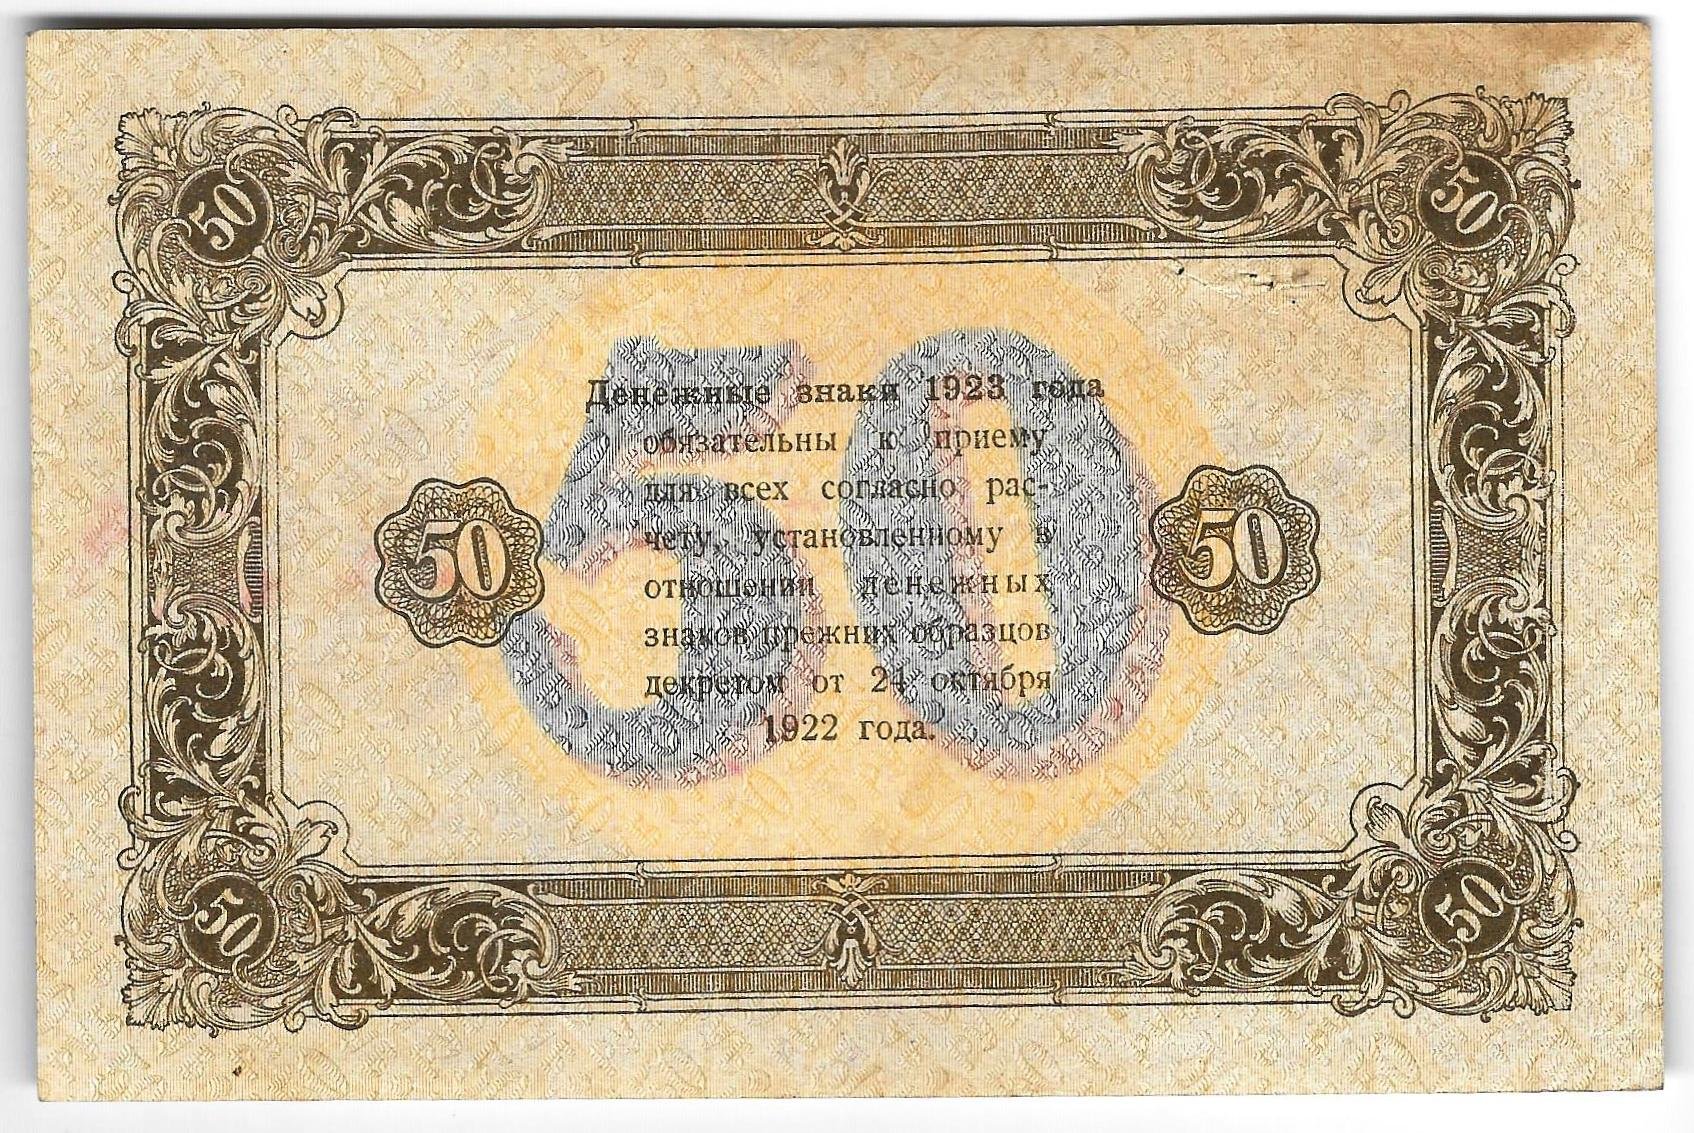 50 50
50
Денежные знаки 1923 года
обязательны к приему
для всех согласно рас-
чету, установленному в
50 50
отношении денежных
знаков прежних образцов
декретом от 24 октября
1922 года.
50 50